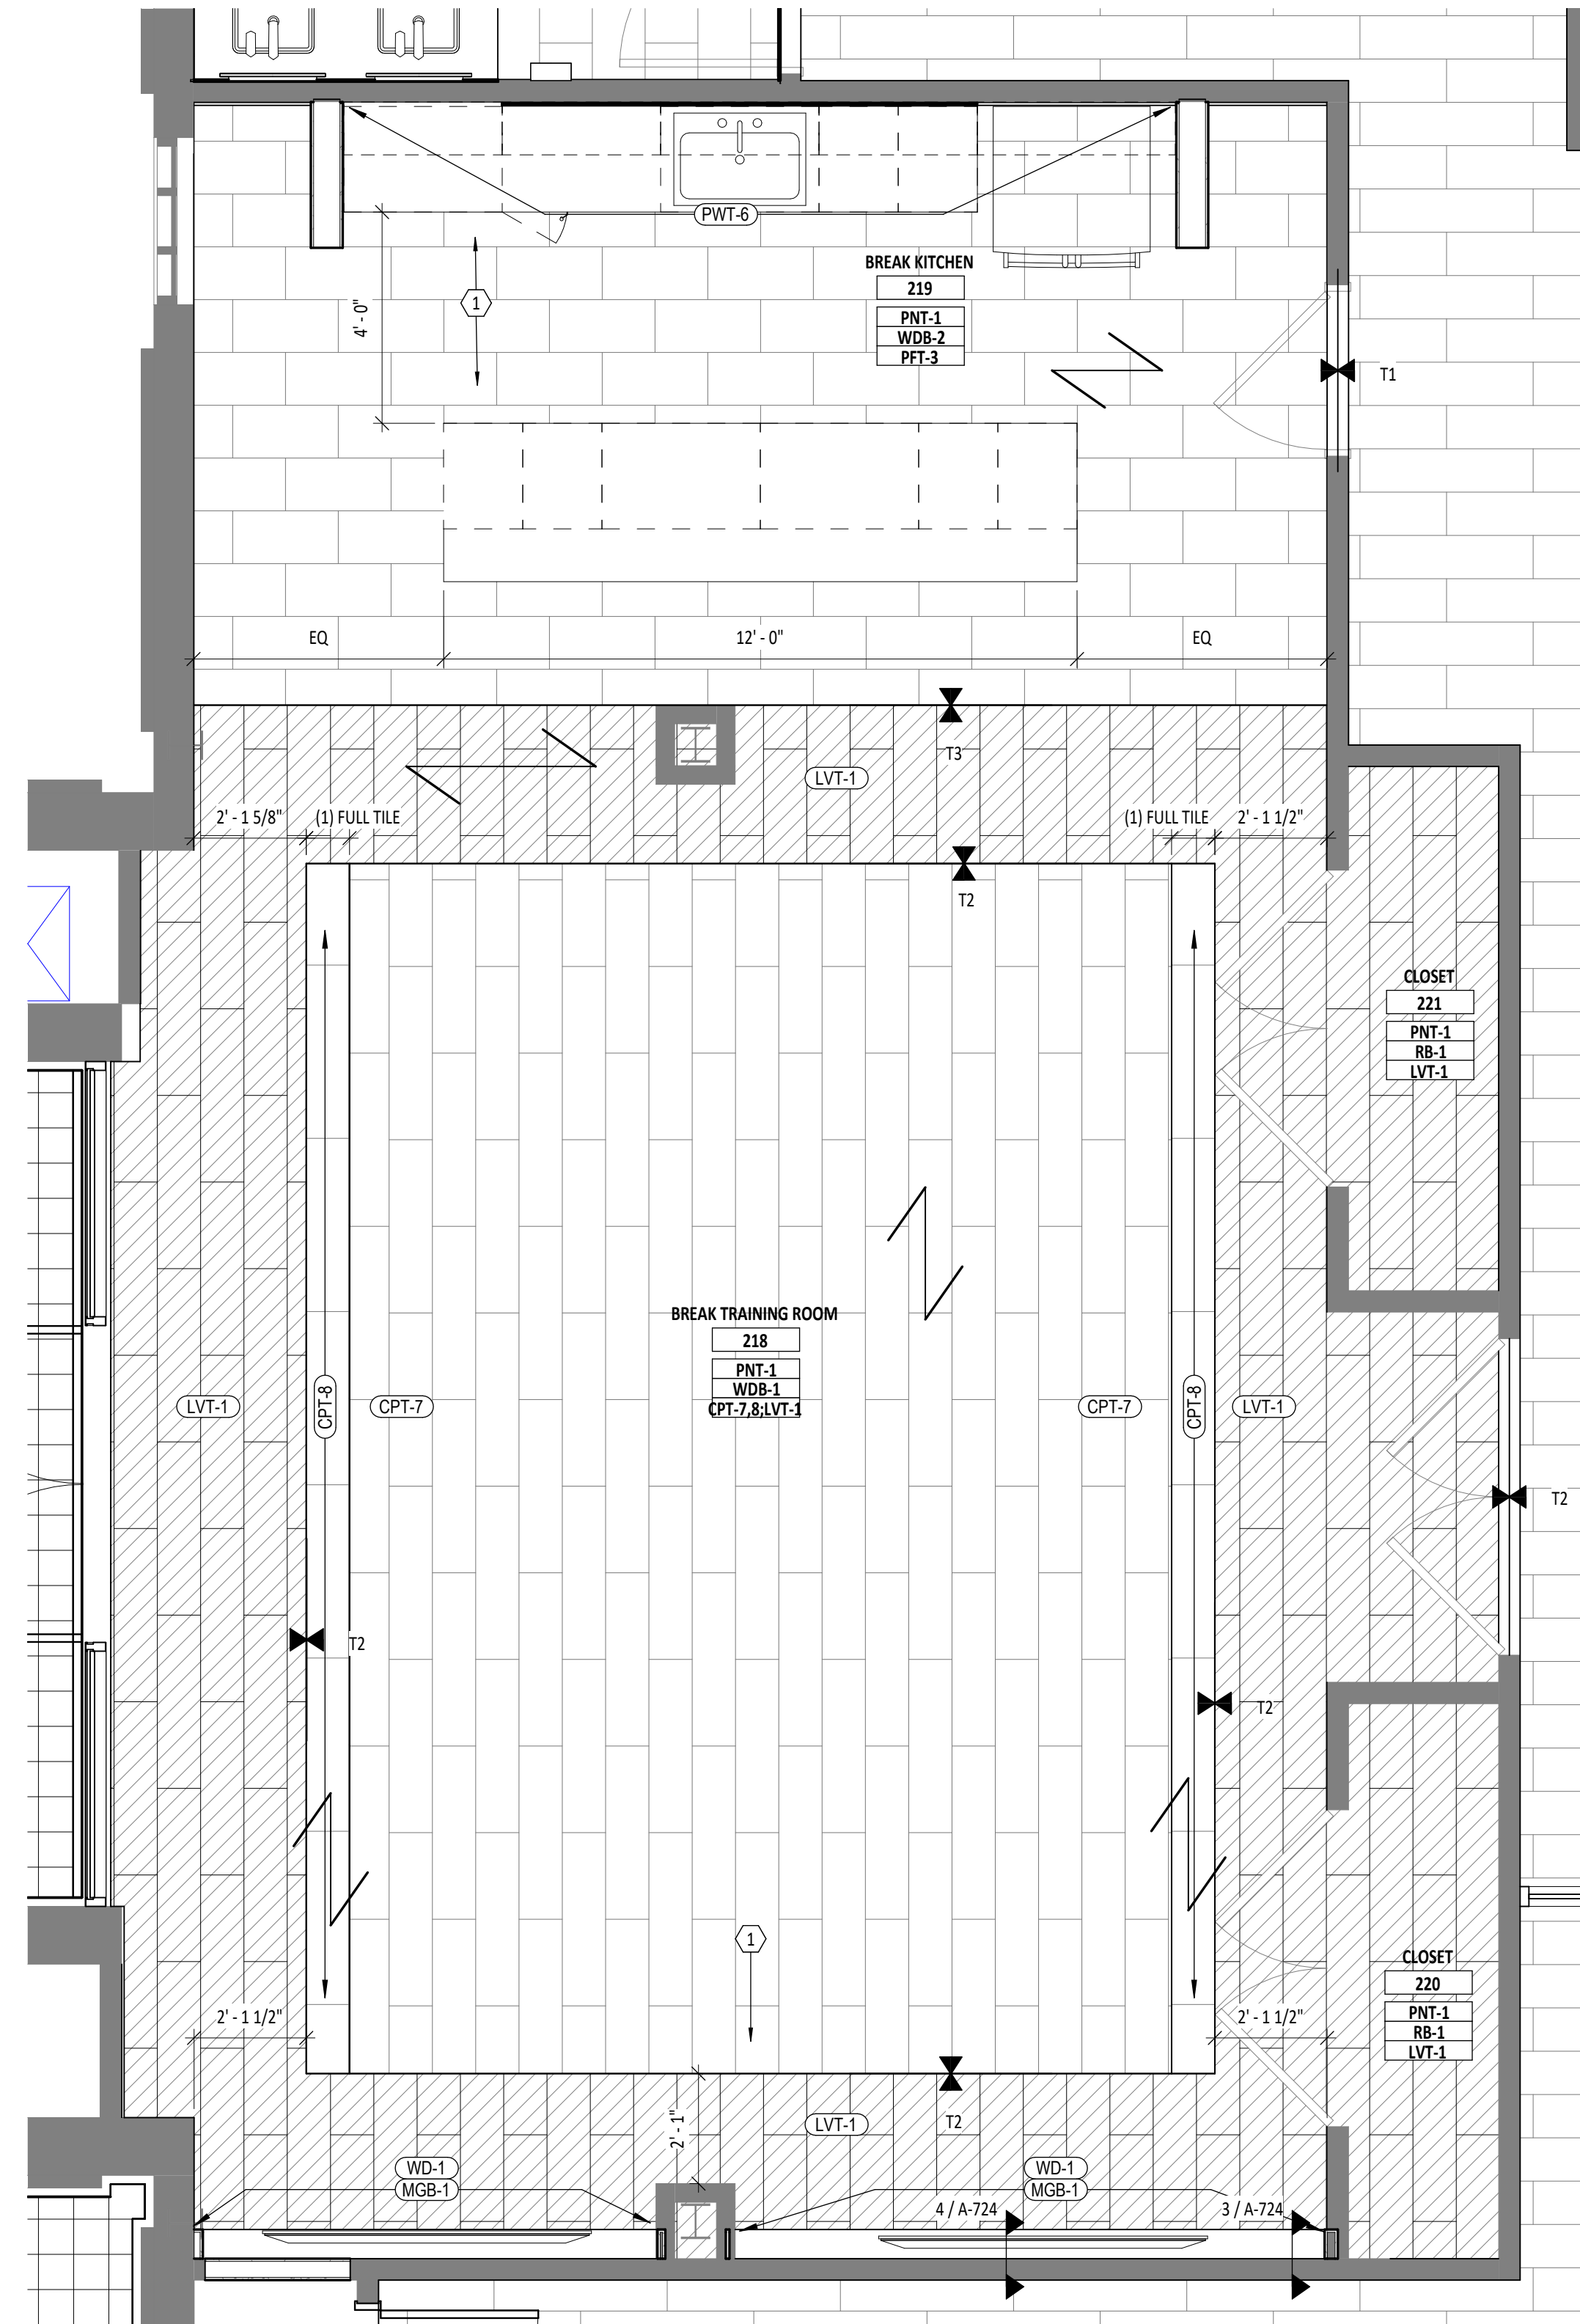 PWT-6
BREAK KITCHEN
219
PNT-1
WDB-2
PFT-3
1
4' - 0"
T1
EQ
12' - 0"
EQ
T3
LVT-1
2' - 1 5/8"
(1) FULL TILE
(1) FULL TILE
2' - 1 1/2"
T2
CLOSET
221
PNT-1
RB-1
LVT-1
BREAK TRAINING ROOM
218
PNT-1
WDB-1
CPT-7,8;LVT-1
LVT-1
CPT-8
CPT-7
CPT-7
CPT-8
LVT-1
T2
T2
T2
1
CLOSET
220
PNT-1
RB-1
LVT-1
2' - 1 1/2"
2' - 1 1/2"
2' - 1"
LVT-1
T2
WD-1
MGB-1
WD-1
MGB-1
4 / A-724
3 / A-724